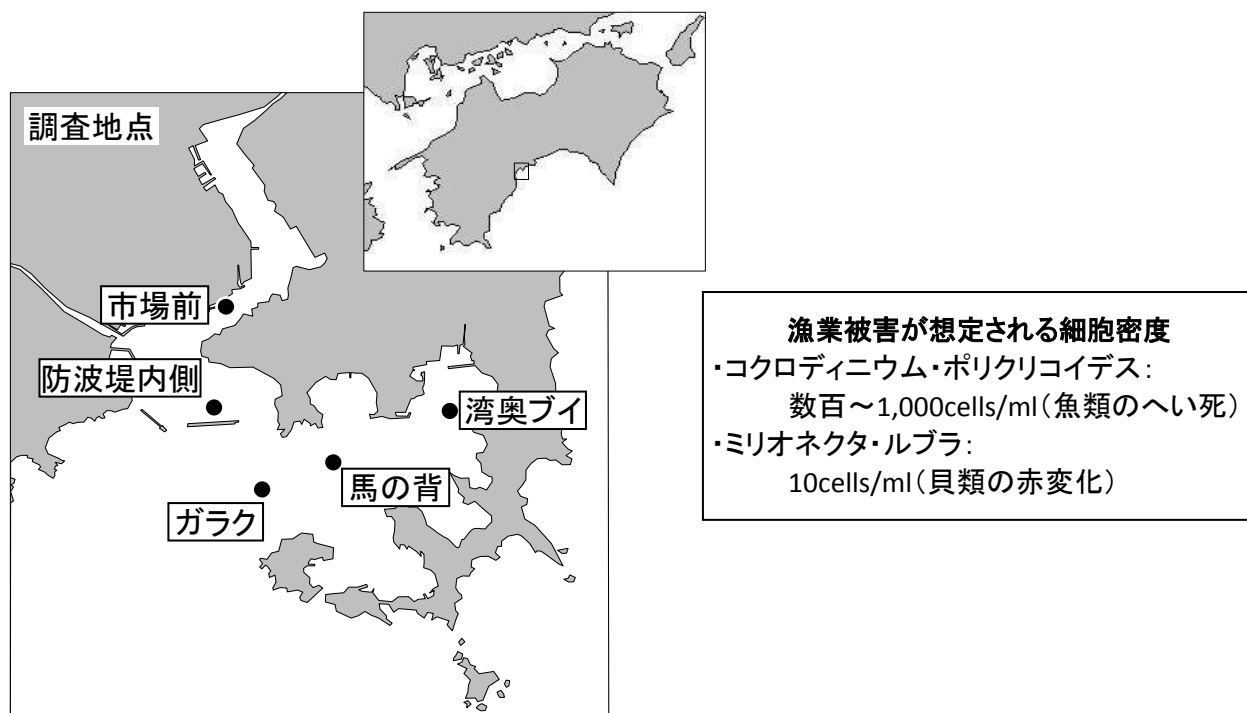 調査地点
市場前
防波堤内側
湾奥ブイ
馬の背
ガラク
漁業被害が想定される細胞密度
・コクロディニウム・ポリクリコイデス:
数百～1,000cells/ml(魚類のへい死)
・ミリオネクタ・ルブラ:
10cells/ml(貝類の赤変化)